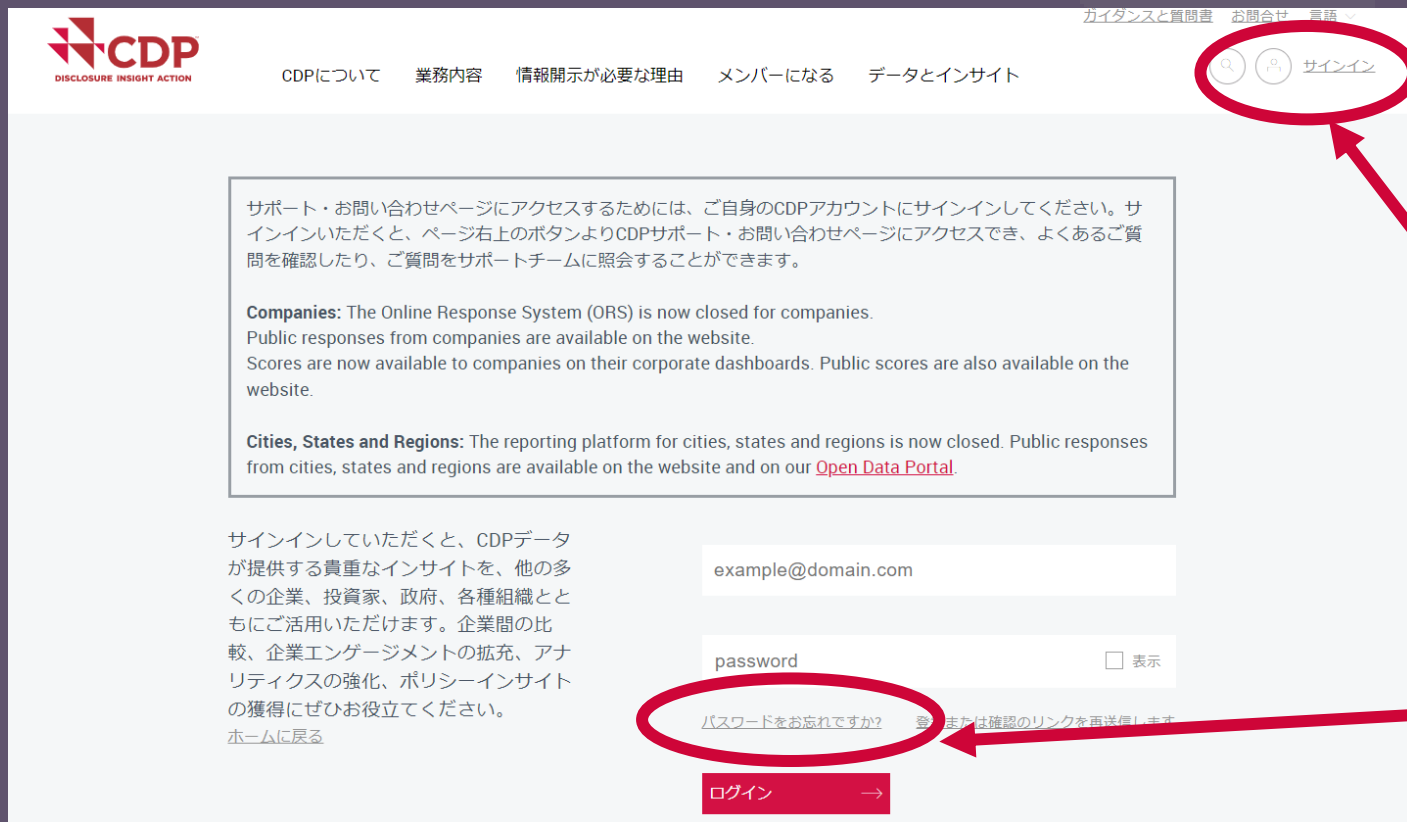 ガイダンスと質問書 お問合せ 言語
CDP
DISCLOSURE INSIGHT ACTION
CDPについて 業務内容 情報開示が必要な理由 メンバーになる データとインサイト
サインイン
サポート・お問い合わせページにアクセスするためには、ご自身のCDPアカウントにサインインしてください。サ
インインいただくと、ページ右上のボタンよりCDPサポート・お問い合わせページにアクセスでき、よくあるご質
問を確認したり、ご質問をサポートチームに照会することができます。
Companies: The Online Response System (ORS) is now closed for companies.
Public responses from companies are available on the website.
Scores are now available to companies on their corporate dashboards. Public scores are also available on the
website.
Cities, States and Regions: The reporting platform for cities, states and regions is now closed. Public responses
from cities, states and regions are available on the website and on our Open Data Portal.
サインインしていただくと、CDPデータ
が提供する貴重なインサイトを、他の多
くの企業、投資家、政府、各種組織とと
もにご活用いただけます。企業間の比
較、企業エンゲージメントの拡充、アナ
リティクスの強化、ポリシーインサイト
の獲得にぜひお役立てください。
ホームに戻る
example@domain.com
password
表示
パスワードをお忘れですか? または確認のリンクを再送信します
ログイン